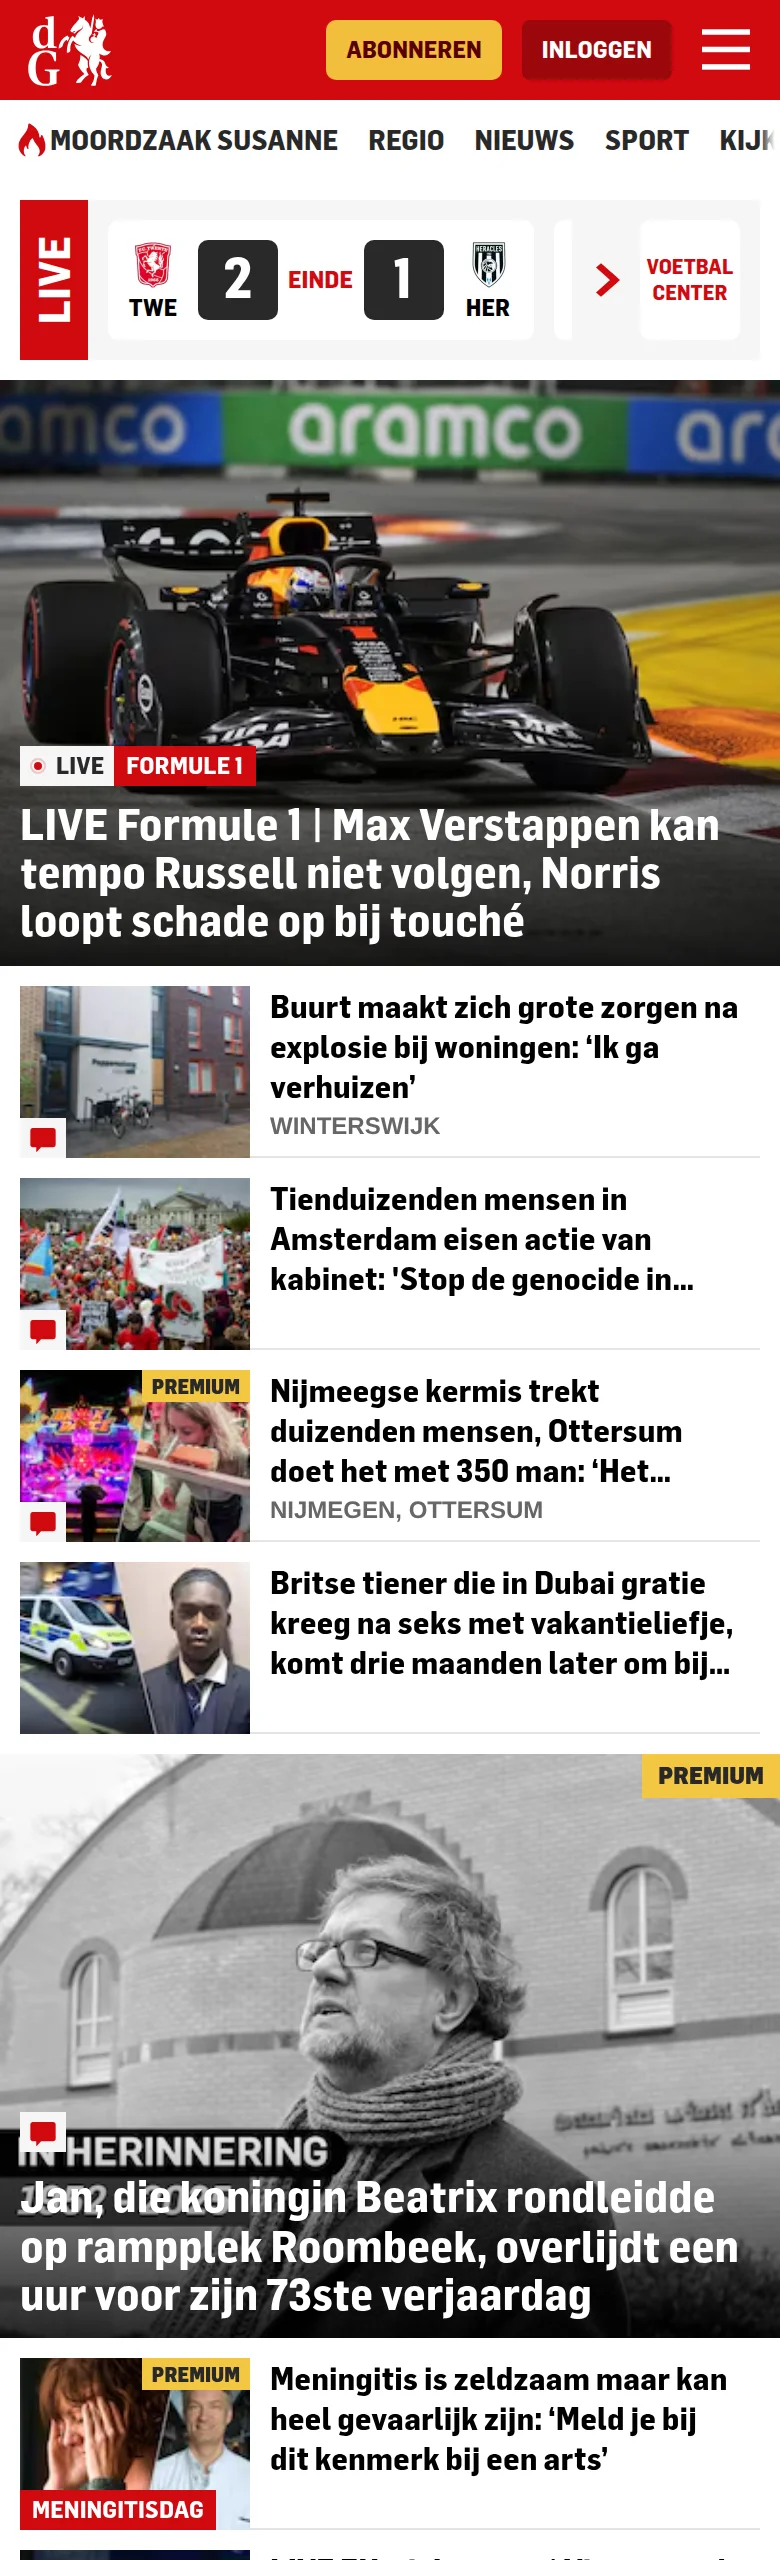 dG
ABONNEREN
INLOGGEN
MOORDZAAK SUSANNE REGIO NIEUWS SPORT KIJK
LIVE
HERACLES
TWE 2 EINDE 1 HER
VOETBAL
CENTER
aramco
aramco
LIVE FORMULE 1
LIVE Formule 1 | Max Verstappen kan
tempo Russell niet volgen, Norris
loopt schade op bij touché
Buurt maakt zich grote zorgen na
explosie bij woningen: ‘Ik ga
verhuizen’
WINTERSWIJK
Tienduizenden mensen in
Amsterdam eisen actie van
kabinet: 'Stop de genocide in...
PREMIUM
Nijmeegse kermis trekt
duizenden mensen, Ottersum
doet het met 350 man: ‘Het...
NIJMEGEN, OTTERSUM
Britse tiener die in Dubai gratie
kreeg na seks met vakantieliefje,
komt drie maanden later om bij...
PREMIUM
IN HERINNERING
Jan, die koningin Beatrix rondleidde
op rampplek Roombeek, overlijdt een
uur voor zijn 73ste verjaardag
PREMIUM
Meningitis is zeldzaam maar kan
heel gevaarlijk zijn: ‘Meld je bij
dit kenmerk bij een arts’
MENINGITISDAG